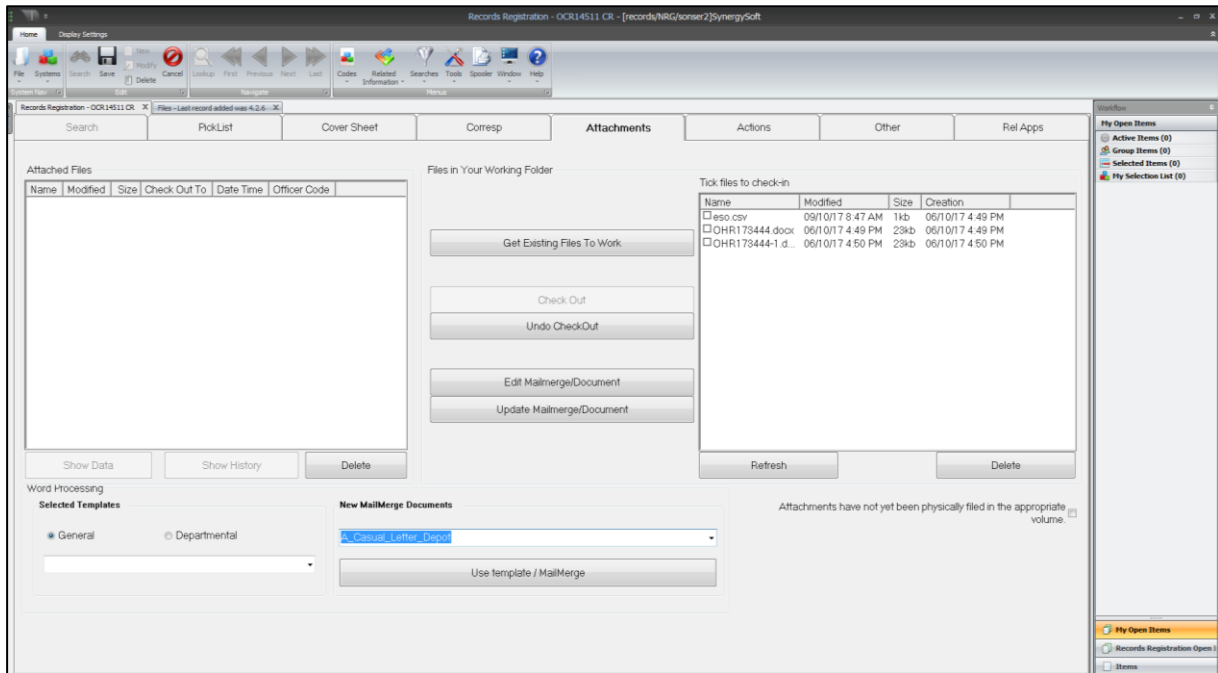 Records Registration - OCR14511 CR - [records/NRG/sonser2]SynergySoft
Home Display Settings
File Systems Search Save New Modify Delete Cancel Lookup First Previous Next Last Codes Related Information Searches Tools Spooler Window Help
System Nav Edit Navigate Menus
Records Registration - OCR14511 CR X Files - Last record added was 4.2.6 X
Search PickList Cover Sheet Corresp Attachments Actions Other Rel Apps
Attached Files
Name Modified Size Check Out To Date Time Officer Code
Show Data Show History Delete
Files in Your Working Folder
Get Existing Files To Work
Check Out
Undo CheckOut
Edit Mailmerge/Document
Update Mailmerge/Document
Tick files to check-in
Name Modified Size Creation
eso.csv 09/10/17 8:47 AM 1kb 06/10/17 4:49 PM
OHR173444.docx 06/10/17 4:49 PM 23kb 06/10/17 4:49 PM
OHR173444-1.d... 06/10/17 4:50 PM 23kb 06/10/17 4:50 PM
Refresh Delete
Word Processing
Selected Templates
General Departmental
New MailMerge Documents
A_Casual_Letter_Depot
Use template / MailMerge
Attachments have not yet been physically filed in the appropriate
volume.
Workflow
My Open Items
Active Items (0)
Group Items (0)
Selected Items (0)
My Selection List (0)
My Open Items
Records Registration Open I
Items